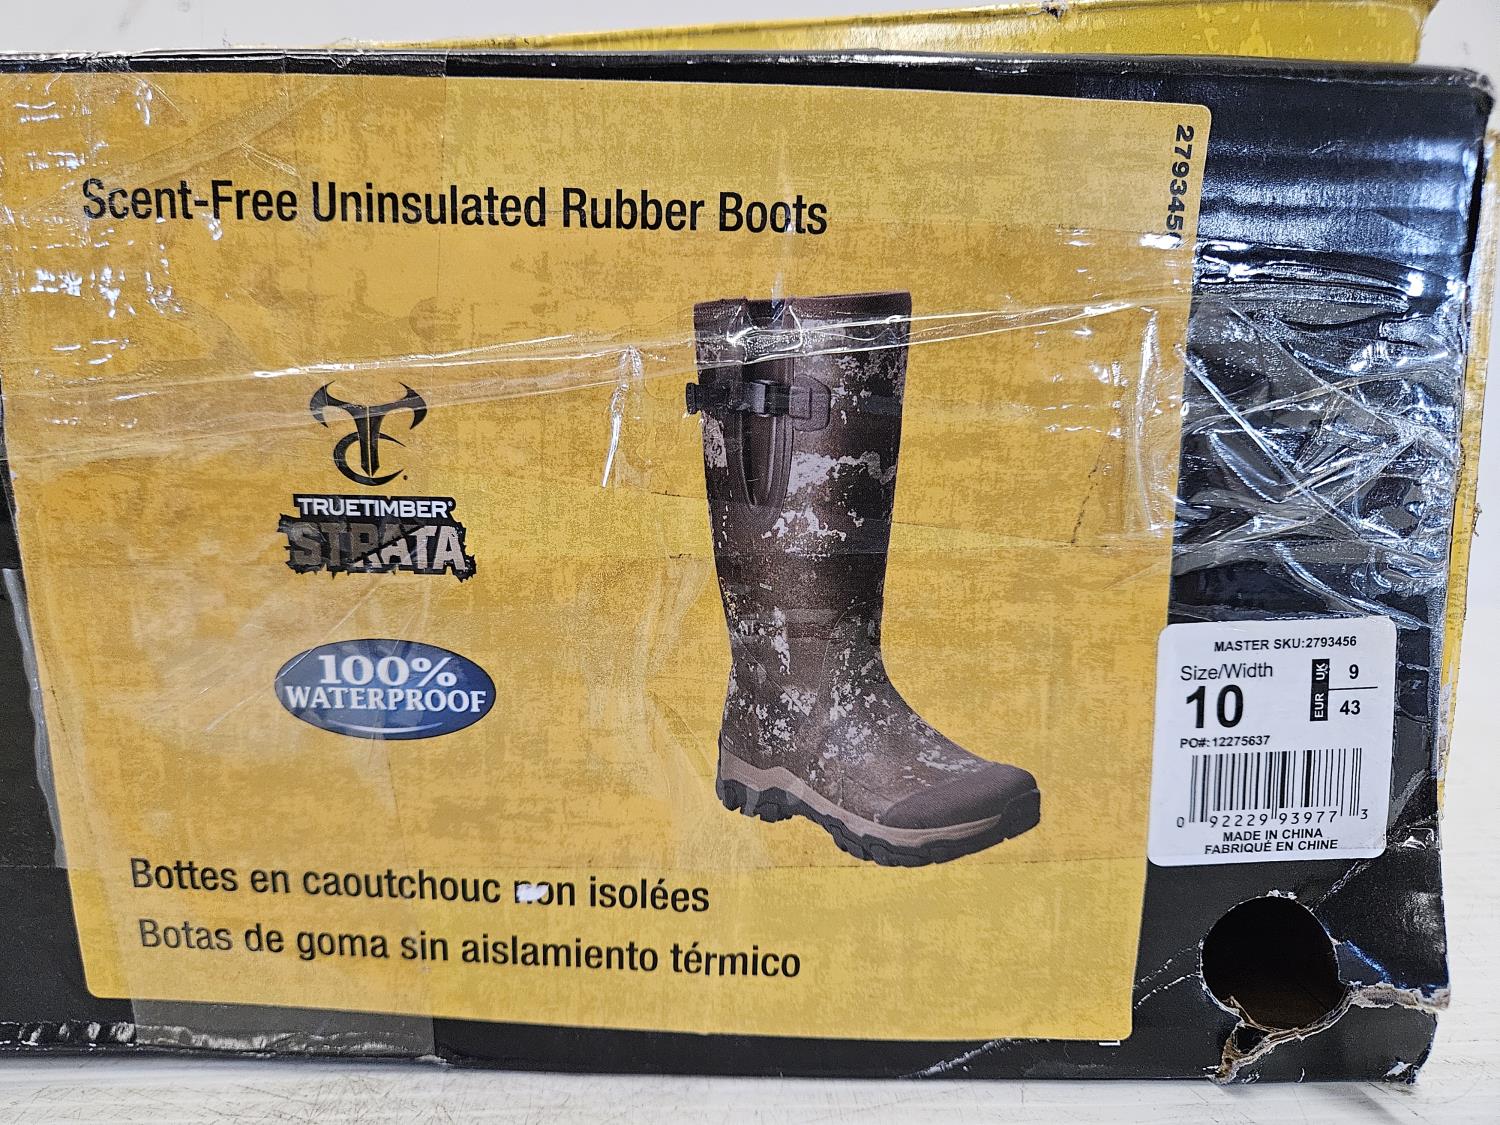 Scent-Free Uninsulated Rubber Boots
TRUETIMBER®
STRATA
100%
WATERPROOF
Bottes en caoutchouc non isolées
Botas de goma sin aislamiento térmico
MASTER SKU:2793456
Size/Width
10
UK 9
EUR 43
PO#:12275637
0 92229 93977 3
MADE IN CHINA
FABRIQUÉ EN CHINE